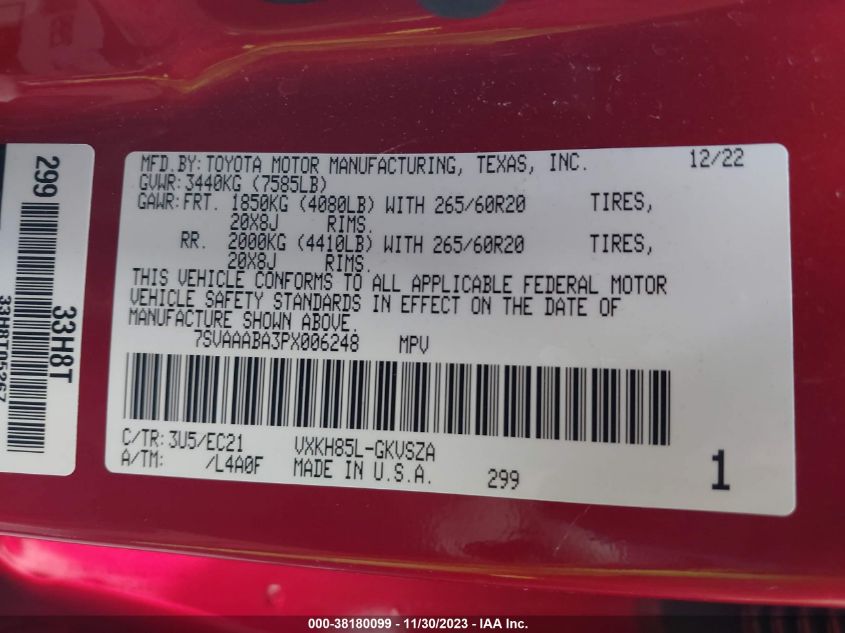 MFD.BY: TOYOTA MOTOR MANUFACTURING, TEXAS, INC. 12/22
GVWR: 3440KG (7585LB)
GAWR: FRT. 1850KG (4080LB) WITH 265/60R20 TIRES,
20X8J RIMS.
RR. 2000KG (4410LB) WITH 265/60R20 TIRES,
20X8J RIMS.
THIS VEHICLE CONFORMS TO ALL APPLICABLE FEDERAL MOTOR
VEHICLE SAFETY STANDARDS IN EFFECT ON THE DATE OF
MANUFACTURE SHOWN ABOVE.
7SVAAABA3PX006248 MPV
C/TR: 3U5/EC21 VXKH85L-GKVSZA
A/TM: /L4A0F MADE IN U.S.A. 299 1
299
33H8T
33H8T05267
000-38180099 - 11/30/2023 - IAA Inc.